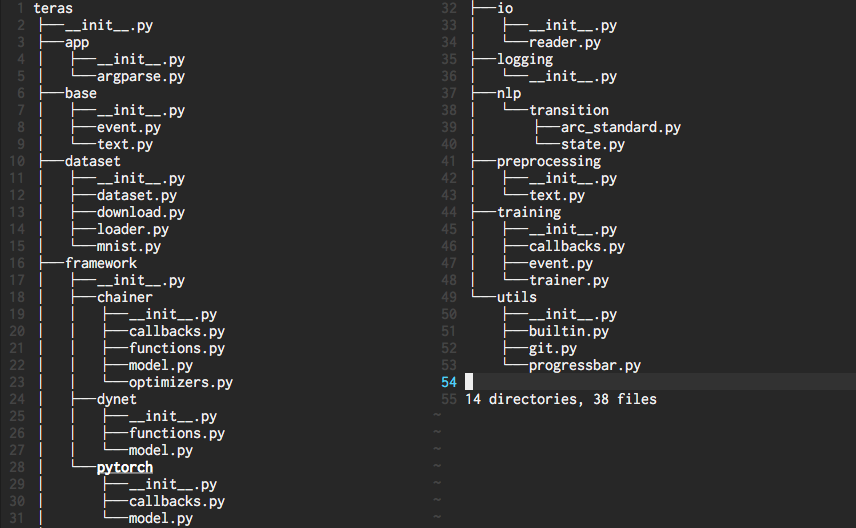 1 teras
2 ├──__init__.py
3 ├──app
4 │   ├──__init__.py
5 │   └──argparse.py
6 ├──base
7 │   ├──__init__.py
8 │   ├──event.py
9 │   └──text.py
10 ├──dataset
11 │   ├──__init__.py
12 │   ├──dataset.py
13 │   ├──download.py
14 │   ├──loader.py
15 │   └──mnist.py
16 ├──framework
17 │   ├──__init__.py
18 │   ├──chainer
19 │   │   ├──__init__.py
20 │   │   ├──callbacks.py
21 │   │   ├──functions.py
22 │   │   ├──model.py
23 │   │   └──optimizers.py
24 │   ├──dynet
25 │   │   ├──__init__.py
26 │   │   ├──functions.py
27 │   │   └──model.py
28 │   └──pytorch
29 │       ├──__init__.py
30 │       ├──callbacks.py
31 │       └──model.py
32 ├──io
33 │   ├──__init__.py
34 │   └──reader.py
35 ├──logging
36 │   └──__init__.py
37 ├──nlp
38 │   └──transition
39 │       ├──arc_standard.py
40 │       └──state.py
41 ├──preprocessing
42 │   ├──__init__.py
43 │   └──text.py
44 ├──training
45 │   ├──__init__.py
46 │   ├──callbacks.py
47 │   ├──event.py
48 │   └──trainer.py
49 └──utils
50     ├──__init__.py
51     ├──builtin.py
52     ├──git.py
53     └──progressbar.py
54
55 14 directories, 38 files
~
~
~
~
~
~
~